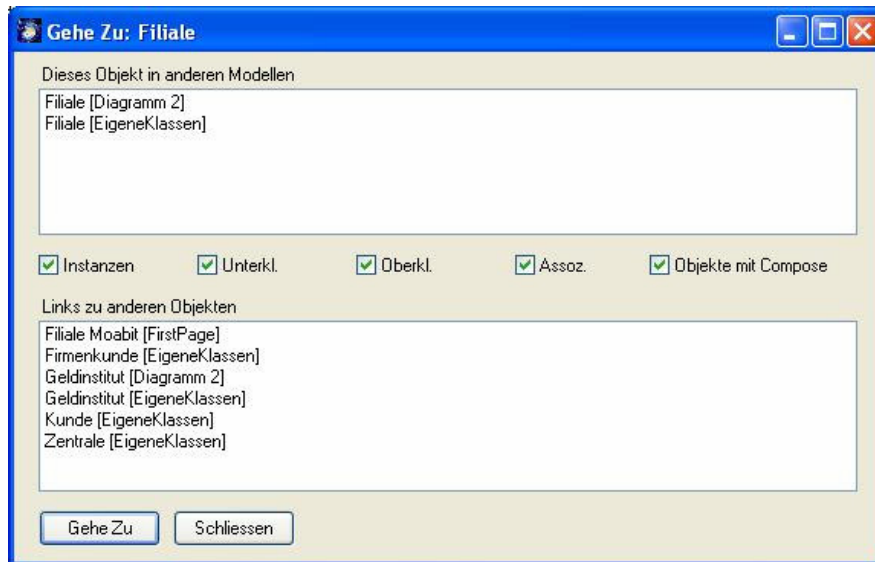 Gehe Zu: Filiale
Dieses Objekt in anderen Modellen
Filiale [Diagramm 2]
Filiale [EigeneKlassen]
Instanzen Unterkl. Oberkl. Assoz. Objekte mit Compose
Links zu anderen Objekten
Filiale Moabit [FirstPage]
Firmenkunde [EigeneKlassen]
Geldinstitut [Diagramm 2]
Geldinstitut [EigeneKlassen]
Kunde [EigeneKlassen]
Zentrale [EigeneKlassen]
Gehe Zu Schliessen